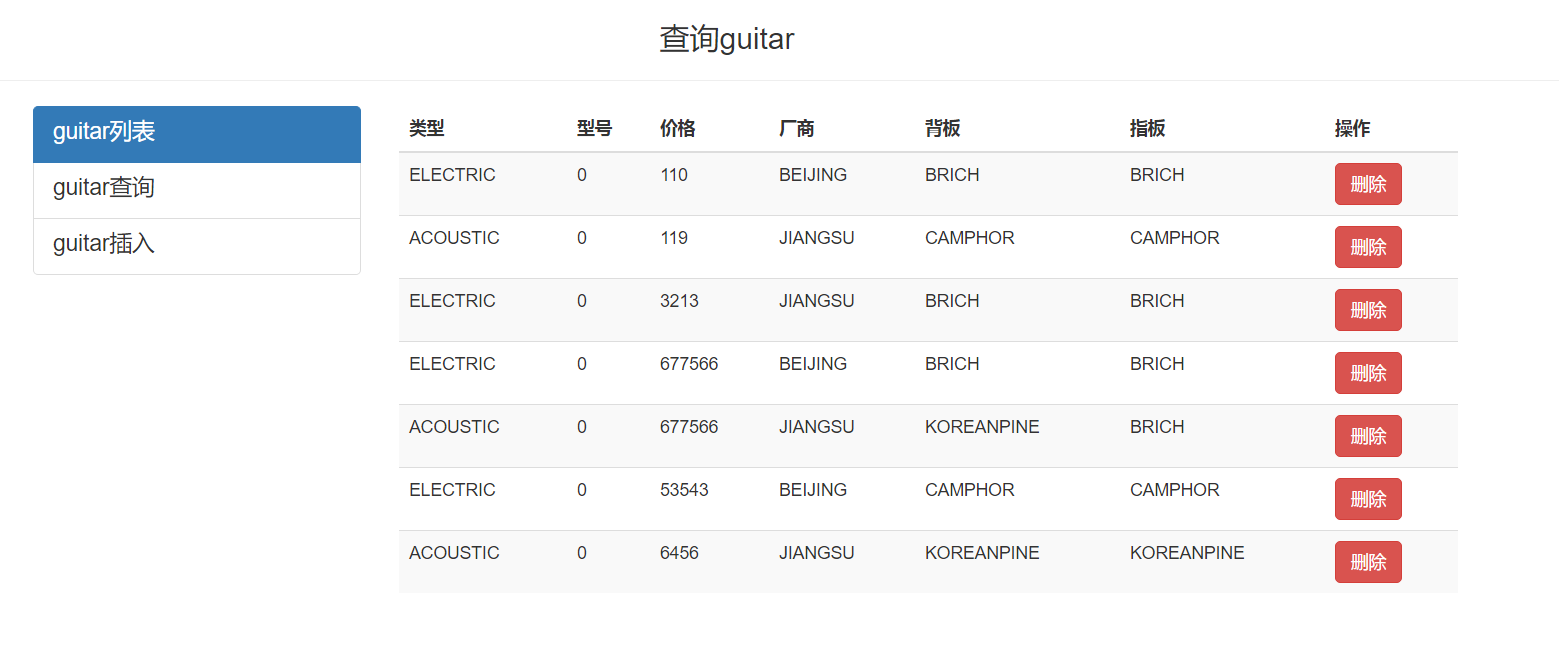 查询guitar
guitar列表
guitar查询
guitar插入
类型 型号 价格 厂商 背板 指板 操作
ELECTRIC 0 110 BEIJING BRICH BRICH 删除
ACOUSTIC 0 119 JIANGSU CAMPHOR CAMPHOR 删除
ELECTRIC 0 3213 JIANGSU BRICH BRICH 删除
ELECTRIC 0 677566 BEIJING BRICH BRICH 删除
ACOUSTIC 0 677566 JIANGSU KOREANPINE BRICH 删除
ELECTRIC 0 53543 BEIJING CAMPHOR CAMPHOR 删除
ACOUSTIC 0 6456 JIANGSU KOREANPINE KOREANPINE 删除